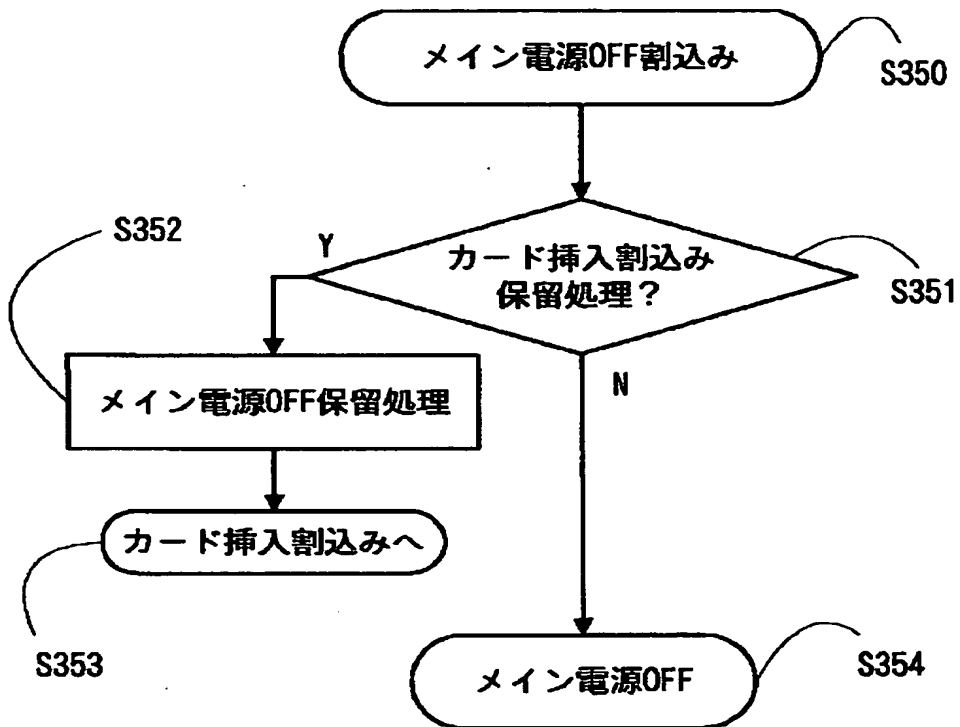 メイン電源OFF割込み
S350
S352
Y
カード挿入割込み
保留処理?
S351
メイン電源OFF保留処理
N
カード挿入割込みへ
S353
メイン電源OFF
S354